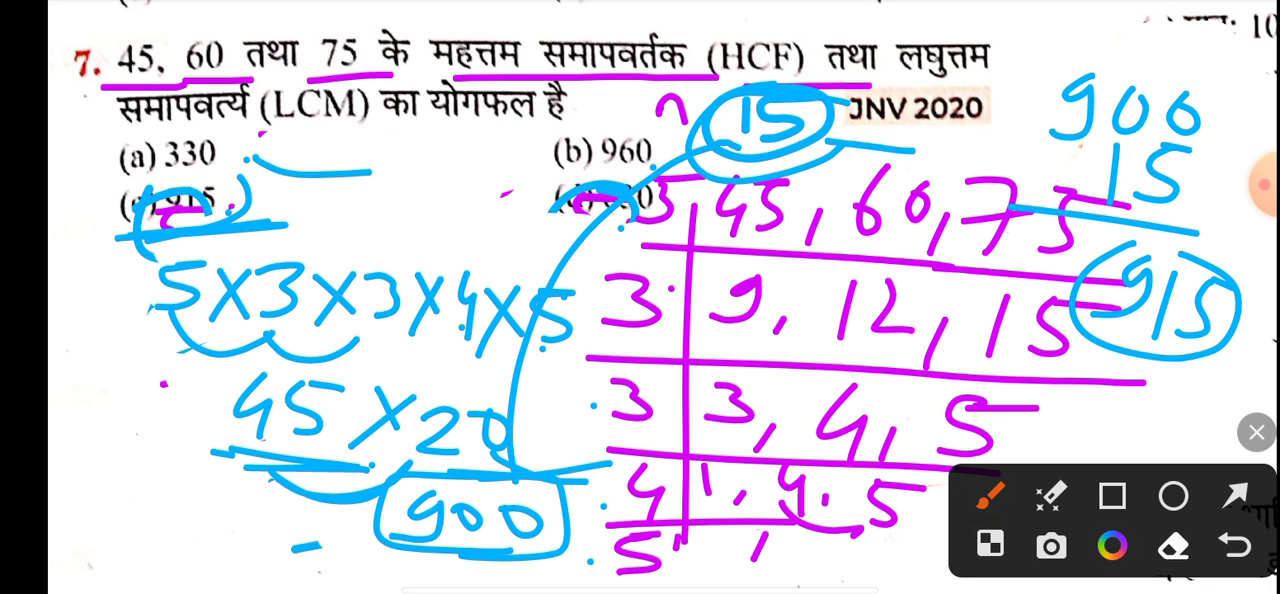 7. 45, 60 तथा 75 के महत्तम समापवर्तक (HCF) तथा लघुत्तम
समापवर्त्य (LCM) का योगफल है
JNV 2020
(a) 330
(b) 960
(c) 915
15
900
15
915
5, 45, 60, 75
3 9, 12, 15
3 3, 4, 5
4 1, 4, 5
5 1
5×3×3×4×5
45×20
900
10